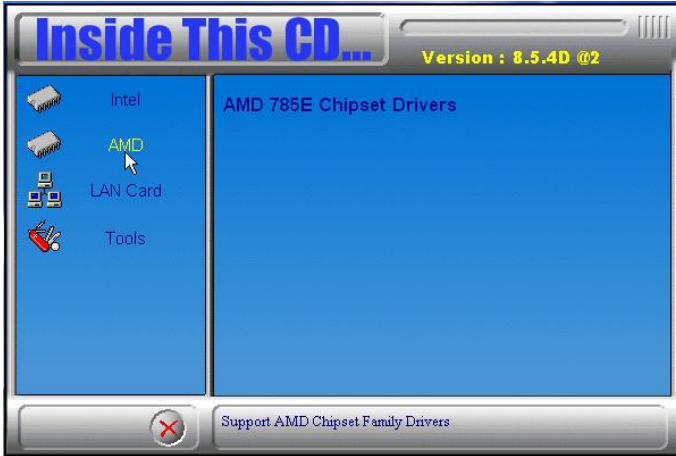 Inside This CD...
Version : 8.5.4D @2
Intel
AMD
LAN Card
Tools
AMD 785E Chipset Drivers
Support AMD Chipset Family Drivers